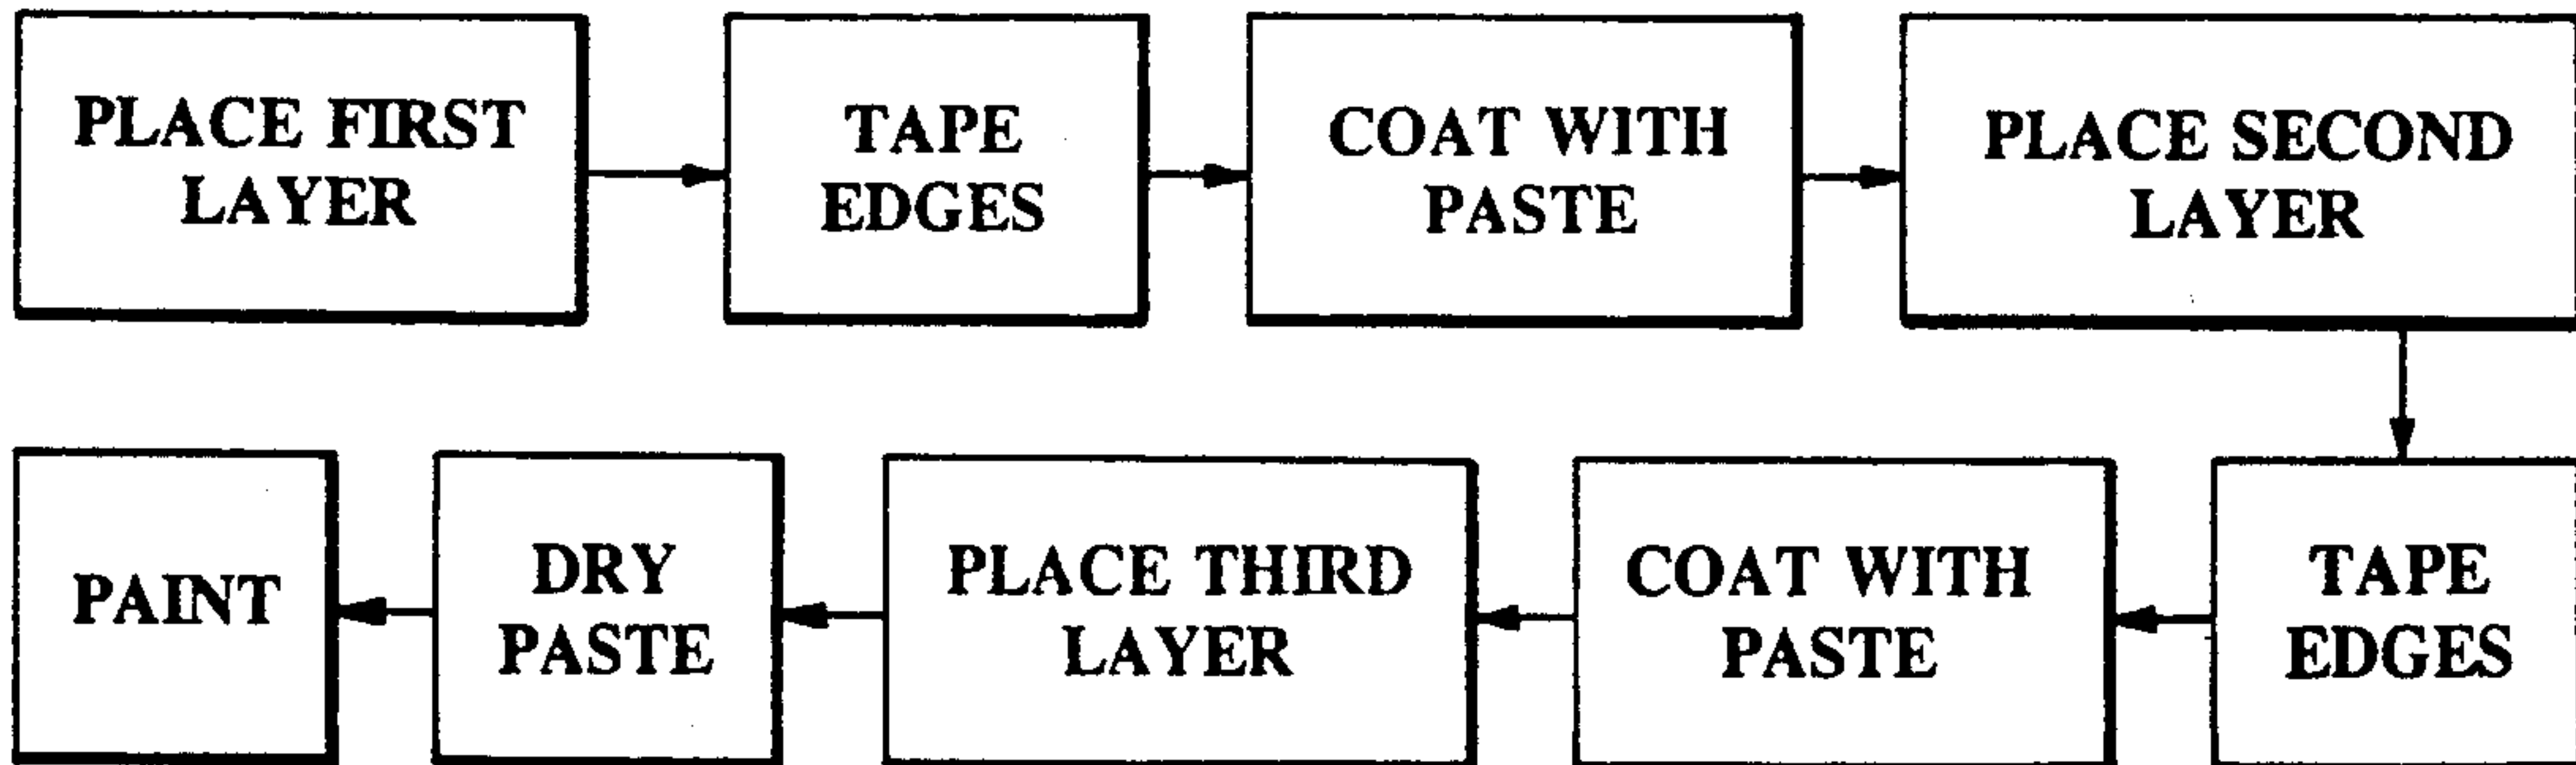 PLACE FIRST
LAYER
TAPE
EDGES
COAT WITH
PASTE
PLACE SECOND
LAYER
TAPE
EDGES
COAT WITH
PASTE
PLACE THIRD
LAYER
DRY
PASTE
PAINT